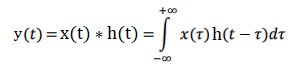 y(t)=x(t) ∗ h(t) = ∫_{−∞}^{+∞} x(τ)h(t − τ)dτ